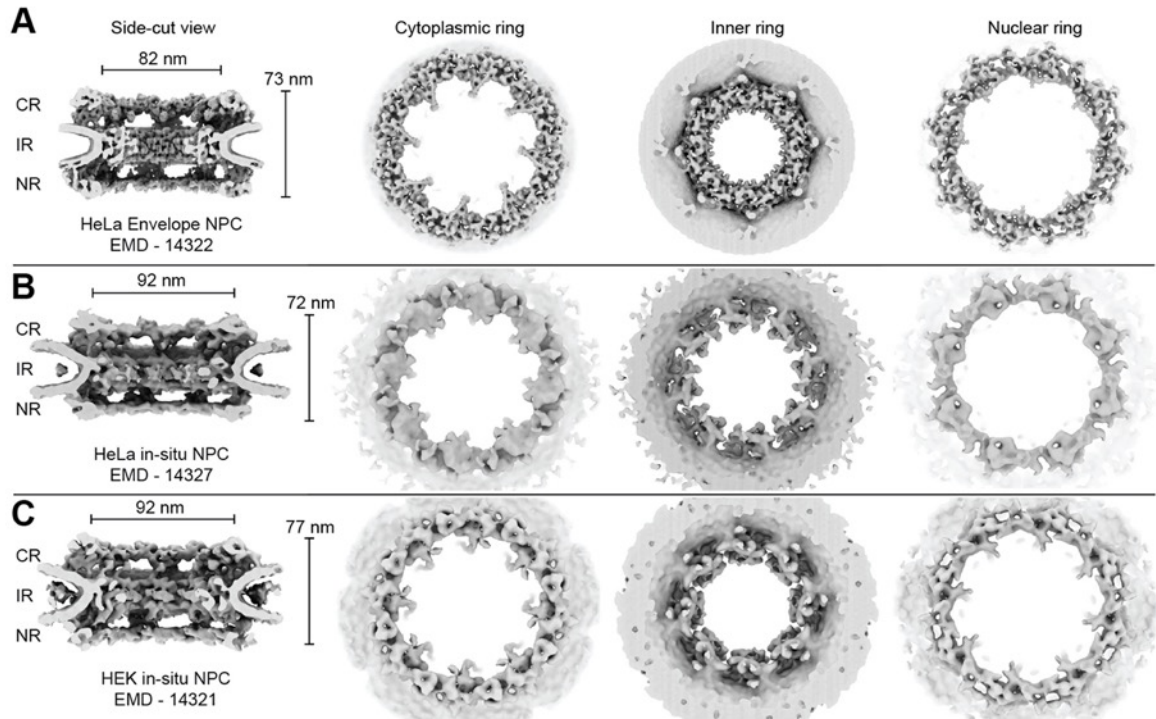 A
Side-cut view
Cytoplasmic ring
Inner ring
Nuclear ring
82 nm
73 nm
CR
IR
NR
HeLa Envelope NPC
EMD - 14322
B
92 nm
72 nm
CR
IR
NR
HeLa in-situ NPC
EMD - 14327
C
92 nm
77 nm
CR
IR
NR
HEK in-situ NPC
EMD - 14321